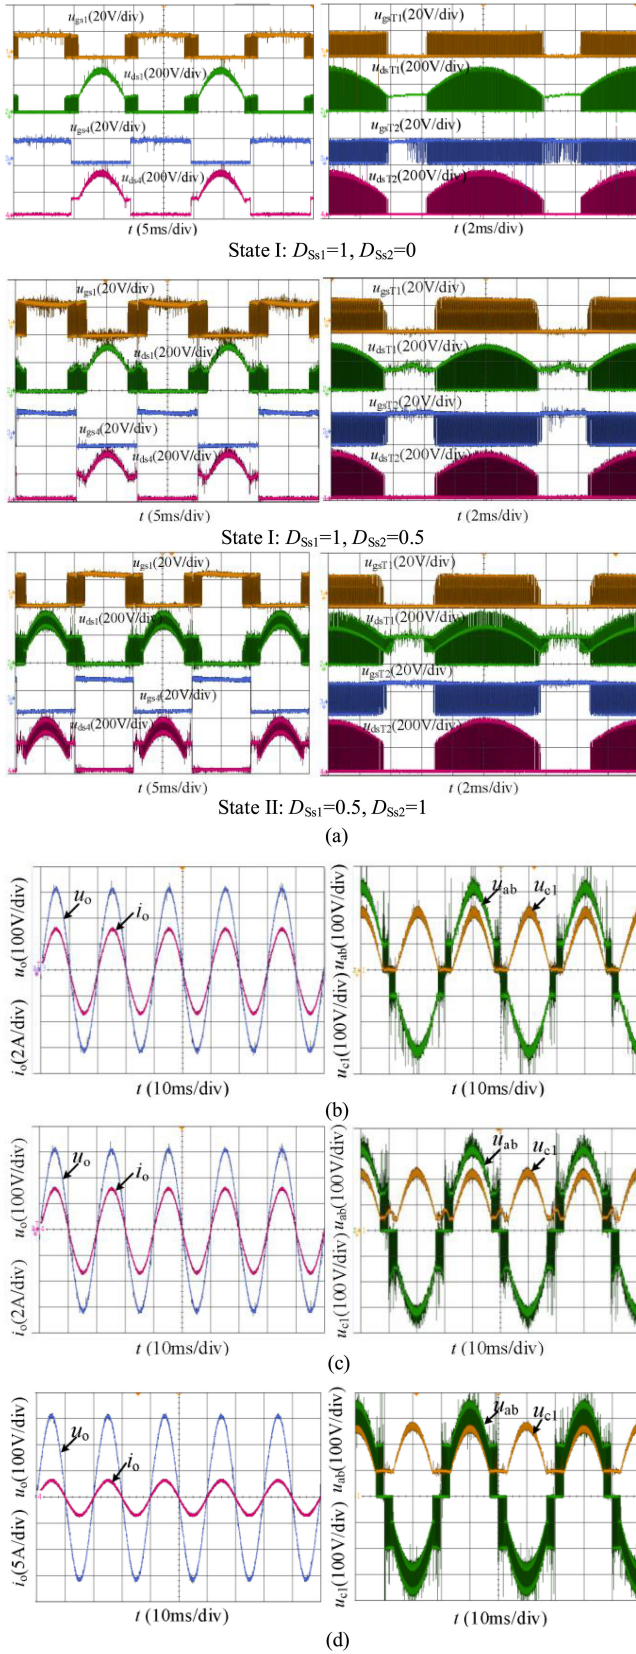 ugs1(20V/div)
uds1(200V/div)
ugs4(20V/div)
uds4(200V/div)
t (5ms/div)
ugsT1(20V/div)
udsT1(200V/div)
ugsT2(20V/div)
udsT2(200V/div)
t (2ms/div)
State I: DSs1=1, DSs2=0
ugs1(20V/div)
uds1(200V/div)
ugs4(20V/div)
uds4(200V/div)
t (5ms/div)
ugsT1(20V/div)
udsT1(200V/div)
ugsT2(20V/div)
udsT2(200V/div)
t (2ms/div)
State I: DSs1=1, DSs2=0.5
ugs1(20V/div)
uds1(200V/div)
ugs4(20V/div)
uds4(200V/div)
t (5ms/div)
ugsT1(20V/div)
udsT1(200V/div)
ugsT2(20V/div)
udsT2(200V/div)
t (2ms/div)
State II: DSs1=0.5, DSs2=1
(a)
io(2A/div) uo(100V/div)
uo
io
t (10ms/div)
uc1(100V/div) uab(100V/div)
uab
uc1
t (10ms/div)
(b)
io(2A/div) uo(100V/div)
uo
io
t (10ms/div)
uc1(100V/div) uab(100V/div)
uab
uc1
t (10ms/div)
(c)
io(5A/div) uo(100V/div)
uo
io
t (10ms/div)
uc1(100V/div) uab(100V/div)
uab
uc1
t (10ms/div)
(d)